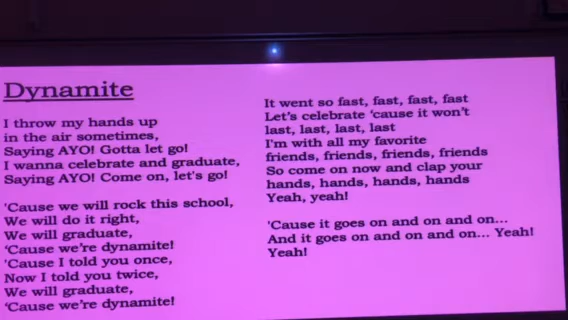 Dynamite
I throw my hands up
in the air sometimes,
Saying AYO! Gotta let go!
I wanna celebrate and graduate,
Saying AYO! Come on, let's go!
'Cause we will rock this school,
We will do it right,
We will graduate,
‘Cause we're dynamite!
'Cause I told you once,
Now I told you twice,
We will graduate,
‘Cause we’re dynamite!
It went so fast, fast, fast, fast
Let’s celebrate ‘cause it won’t
last, last, last, last
I'm with all my favorite
friends, friends, friends, friends
So come on now and clap your
hands, hands, hands, hands
Yeah, yeah!
‘Cause it goes on and on and on...
And it goes on and on and on... Yeah!
Yeah!